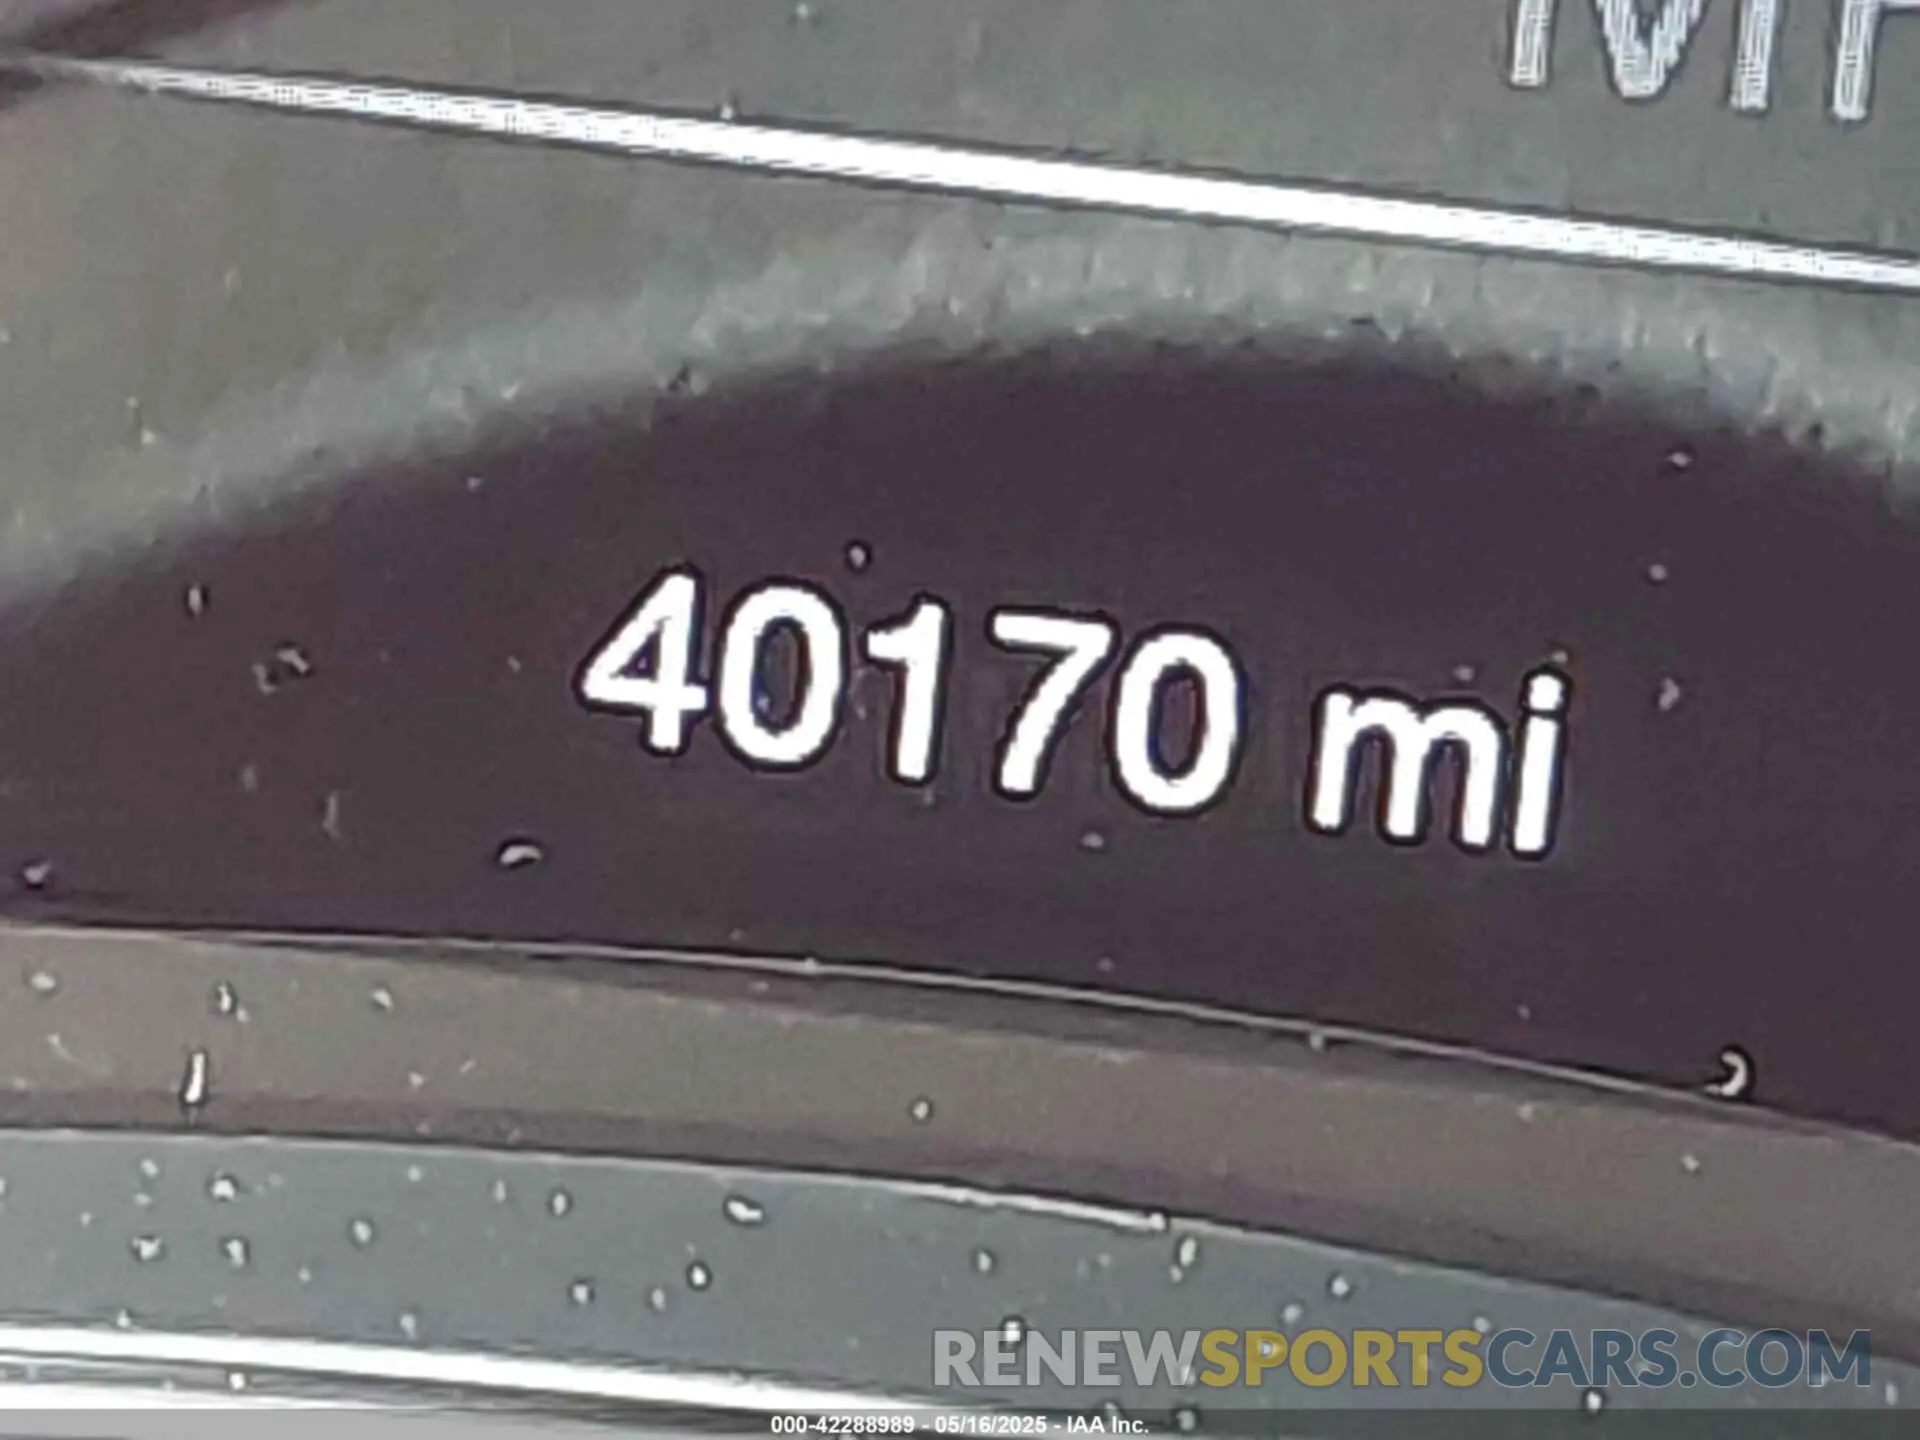 40170 mi
RENEWSPORTSCARS.COM
000-42288989 - 05/16/2025 - IAA Inc.